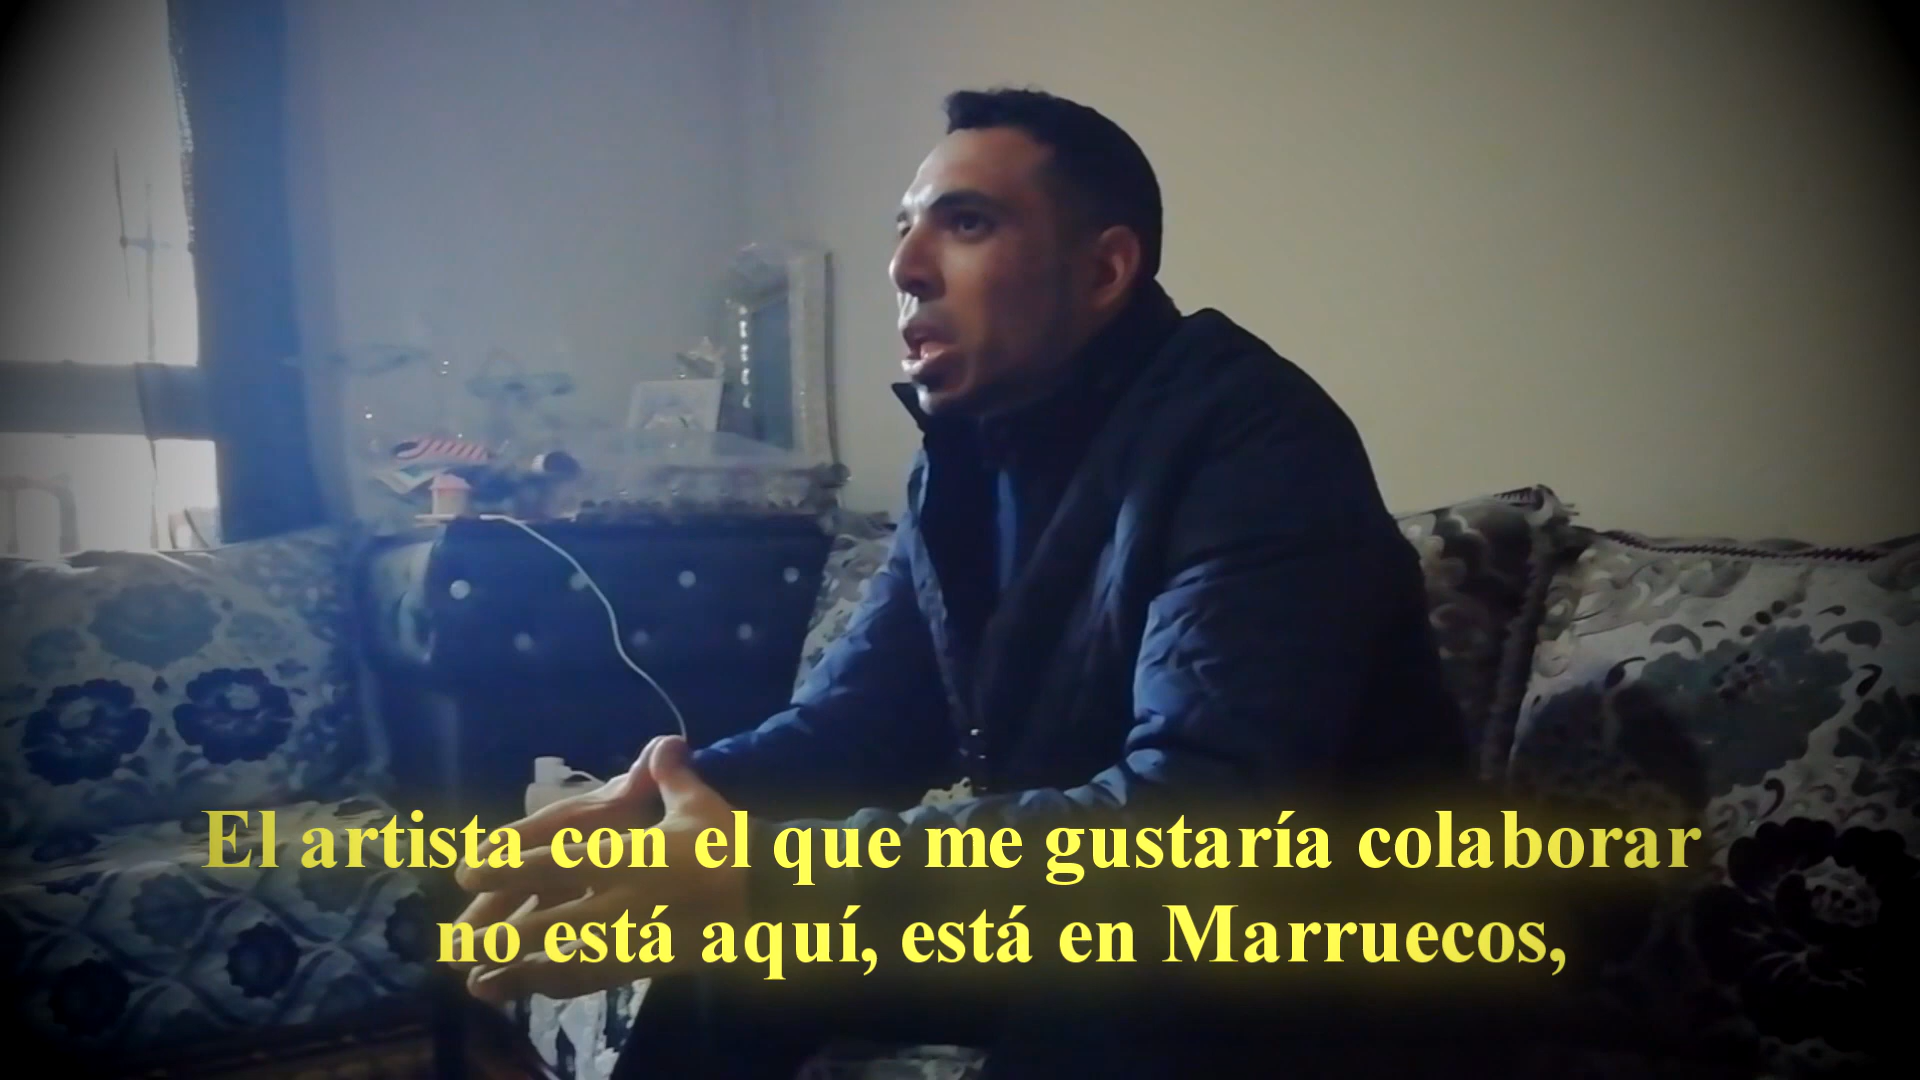 El artista con el que me gustaría colaborar
no está aquí, está en Marruecos,